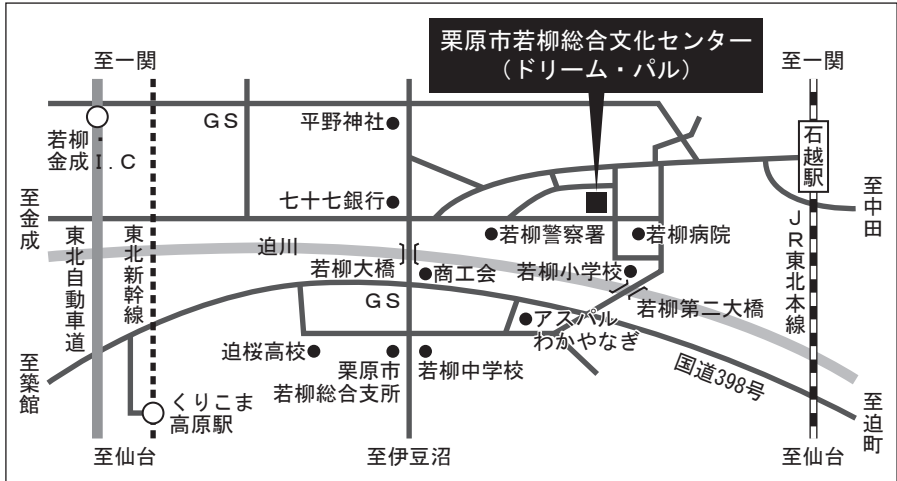 栗原市若柳総合文化センター
（ドリーム・パル）
至一関
至一関
GS
平野神社
若柳・
金成I.C
石越駅
至金成
七十七銀行
至中田
東北自動車道
東北新幹線
迫川
若柳大橋
商工会
若柳警察署
若柳病院
若柳小学校
JR東北本線
GS
アスパル
わかやなぎ
若柳第二大橋
至築館
迫桜高校
栗原市
若柳総合支所
若柳中学校
国道398号
くりこま
高原駅
至迫町
至仙台
至伊豆沼
至仙台